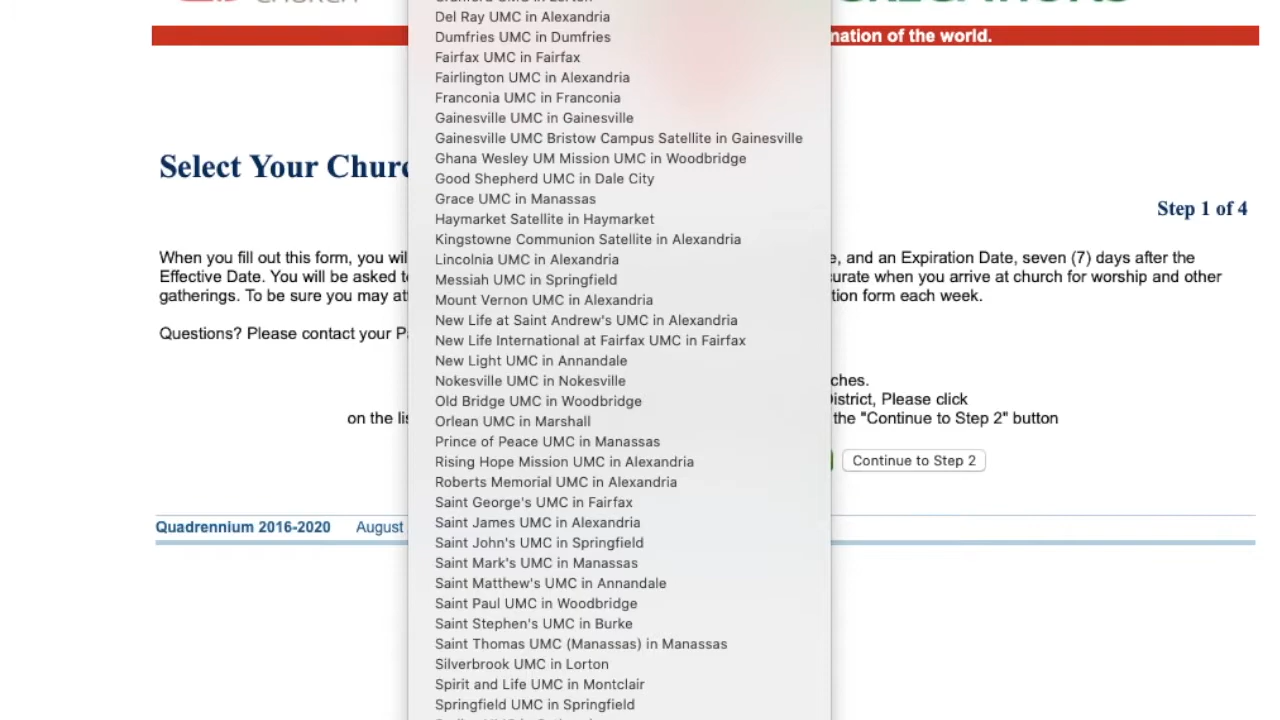 CHURCH
nation of the world.
Del Ray UMC in Alexandria
Dumfries UMC in Dumfries
Fairfax UMC in Fairfax
Fairlington UMC in Alexandria
Franconia UMC in Franconia
Gainesville UMC in Gainesville
Gainesville UMC Bristow Campus Satellite in Gainesville
Ghana Wesley UM Mission UMC in Woodbridge
Good Shepherd UMC in Dale City
Grace UMC in Manassas
Haymarket Satellite in Haymarket
Kingstowne Communion Satellite in Alexandria
Lincolnia UMC in Alexandria
Messiah UMC in Springfield
Mount Vernon UMC in Alexandria
New Life at Saint Andrew's UMC in Alexandria
New Life International at Fairfax UMC in Fairfax
New Light UMC in Annandale
Nokesville UMC in Nokesville
Old Bridge UMC in Woodbridge
Orlean UMC in Marshall
Prince of Peace UMC in Manassas
Rising Hope Mission UMC in Alexandria
Roberts Memorial UMC in Alexandria
Saint George's UMC in Fairfax
Saint James UMC in Alexandria
Saint John's UMC in Springfield
Saint Mark's UMC in Manassas
Saint Matthew's UMC in Annandale
Saint Paul UMC in Woodbridge
Saint Stephen's UMC in Burke
Saint Thomas UMC (Manassas) in Manassas
Silverbrook UMC in Lorton
Spirit and Life UMC in Montclair
Springfield UMC in Springfield
Select Your Churc
Step 1 of 4
When you fill out this form, you wil e, and an Expiration Date, seven (7) days after the
Effective Date. You will be asked t urate when you arrive at church for worship and other
gatherings. To be sure you may at tion form each week.
Questions? Please contact your P
ches.
District, Please click
on the lis the "Continue to Step 2" button
Continue to Step 2
Quadrennium 2016-2020 August